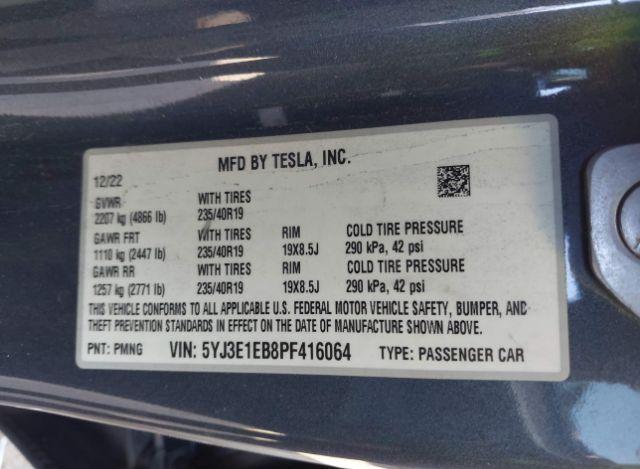 MFD BY TESLA, INC.
12/22
GVWR WITH TIRES
2207 kg (4866 lb) 235/40R19
GAWR FRT WITH TIRES RIM COLD TIRE PRESSURE
1110 kg (2447 lb) 235/40R19 19X8.5J 290 kPa, 42 psi
GAWR RR WITH TIRES RIM COLD TIRE PRESSURE
1257 kg (2771 lb) 235/40R19 19X8.5J 290 kPa, 42 psi
THIS VEHICLE CONFORMS TO ALL APPLICABLE U.S. FEDERAL MOTOR VEHICLE SAFETY, BUMPER, AND
THEFT PREVENTION STANDARDS IN EFFECT ON THE DATE OF MANUFACTURE SHOWN ABOVE.
PNT: PMNG VIN: 5YJ3E1EB8PF416064 TYPE: PASSENGER CAR